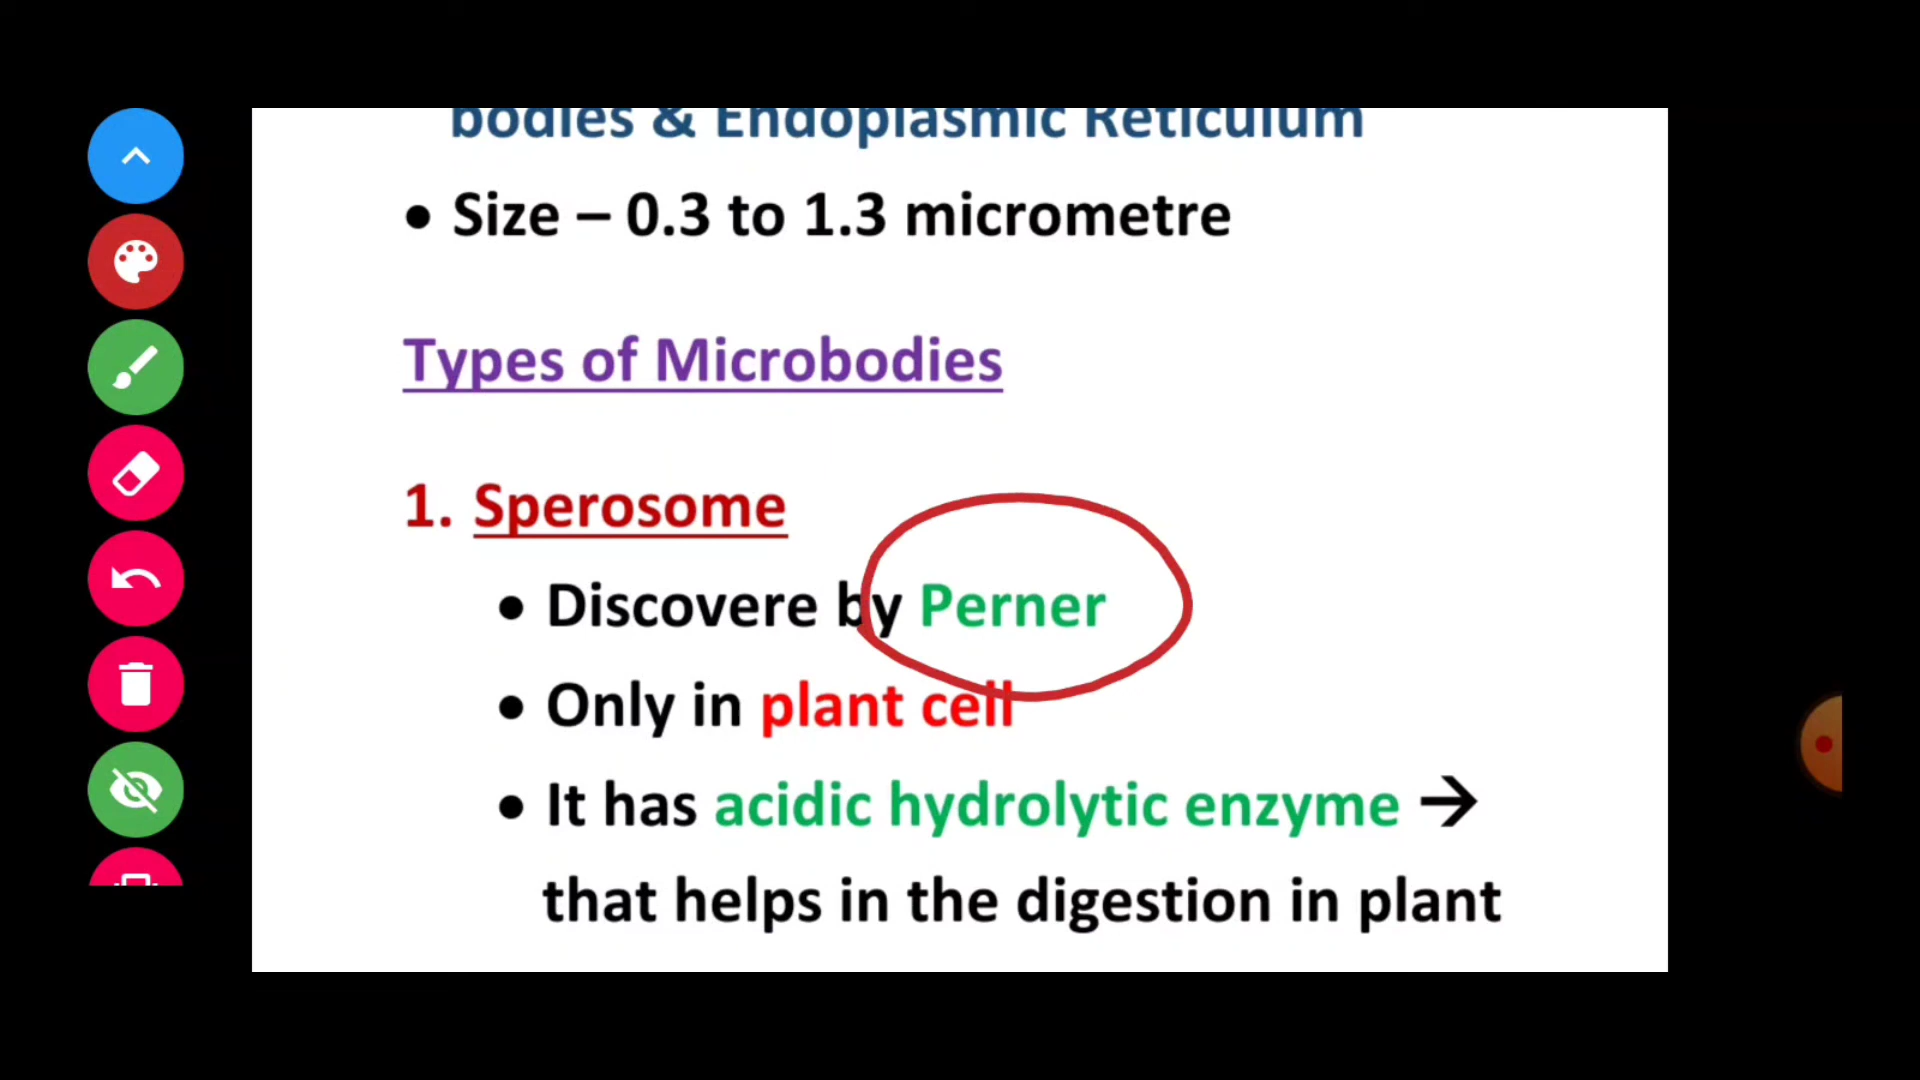 bodies & Endoplasmic Reticulum
• Size – 0.3 to 1.3 micrometre
Types of Microbodies
1. Sperosome
• Discovere by Perner
• Only in plant cell
• It has acidic hydrolytic enzyme →
that helps in the digestion in plant